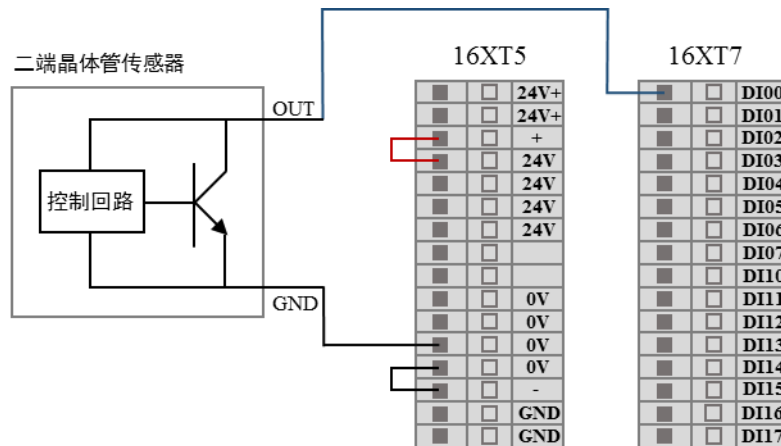 二端晶体管传感器
控制回路
OUT
GND
16XT5
24V+
24V+
+
24V
24V
24V
24V
0V
0V
0V
0V
-
GND
GND
16XT7
DI00
DI01
DI02
DI03
DI04
DI05
DI06
DI07
DI10
DI11
DI12
DI13
DI14
DI15
DI16
DI17